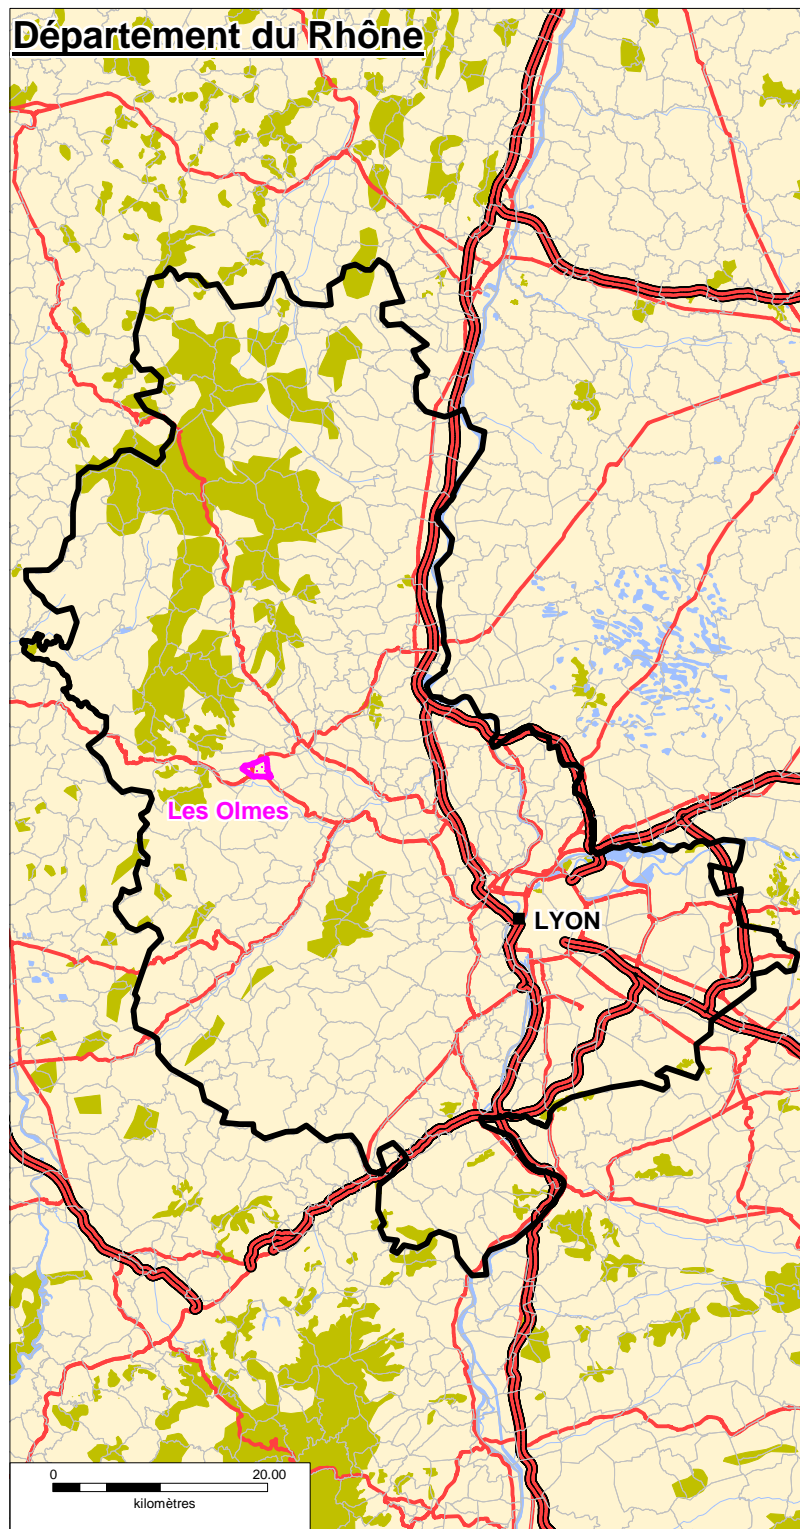 Département du Rhône
Les Olmes
LYON
0 20.00
kilomètres